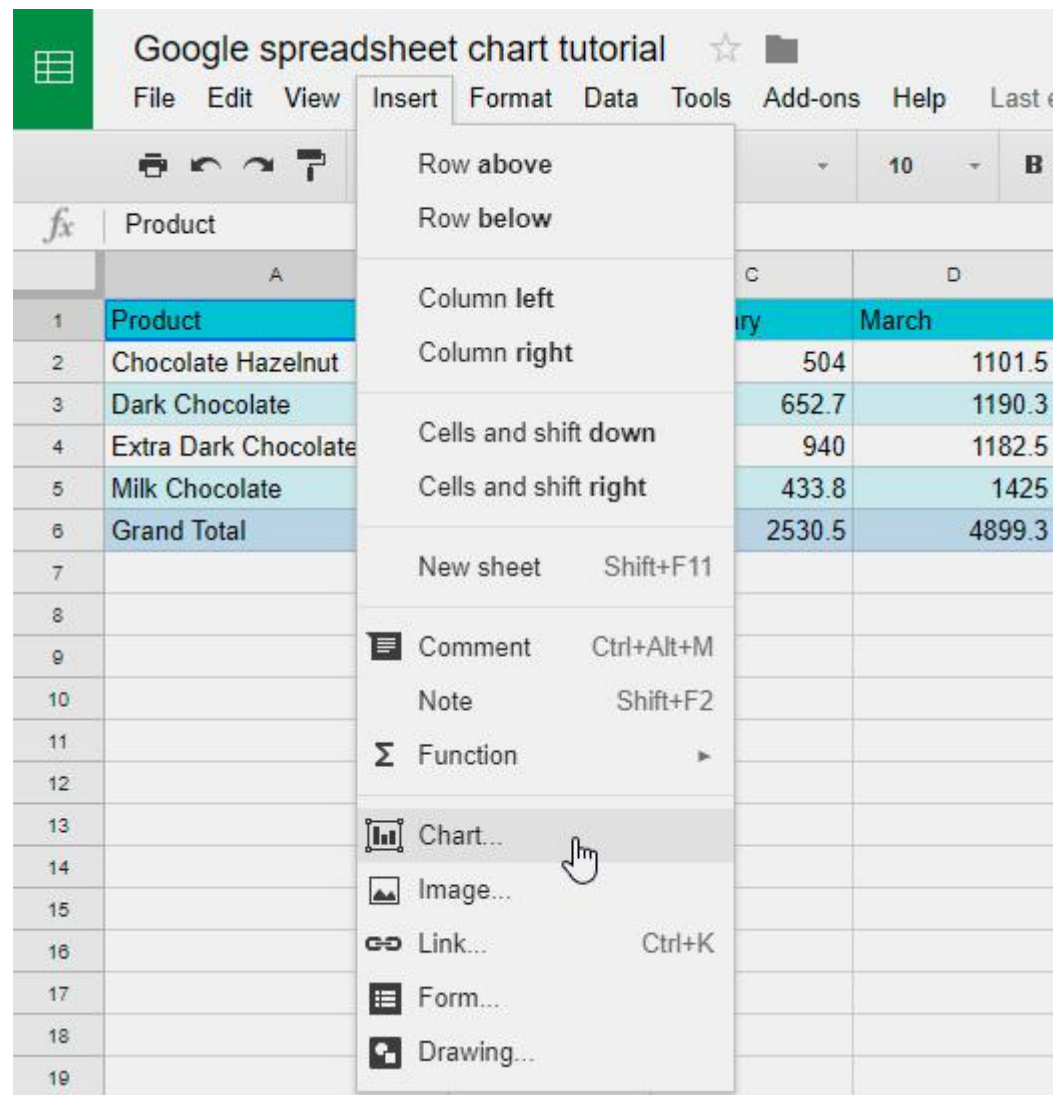 Google spreadsheet chart tutorial
File Edit View Insert Format Data Tools Add-ons Help Last
10 B
fx Product
A C D
Row above
Row below
Column left
Column right
Cells and shift down
Cells and shift right
New sheet Shift+F11
Comment Ctrl+Alt+M
Note Shift+F2
Σ Function
Chart...
Image...
Link... Ctrl+K
Form...
Drawing...
1 Product March
2 Chocolate Hazelnut 504 1101.5
3 Dark Chocolate 652.7 1190.3
4 Extra Dark Chocolate 940 1182.5
5 Milk Chocolate 433.8 1425
6 Grand Total 2530.5 4899.3
7
8
9
10
11
12
13
14
15
16
17
18
19